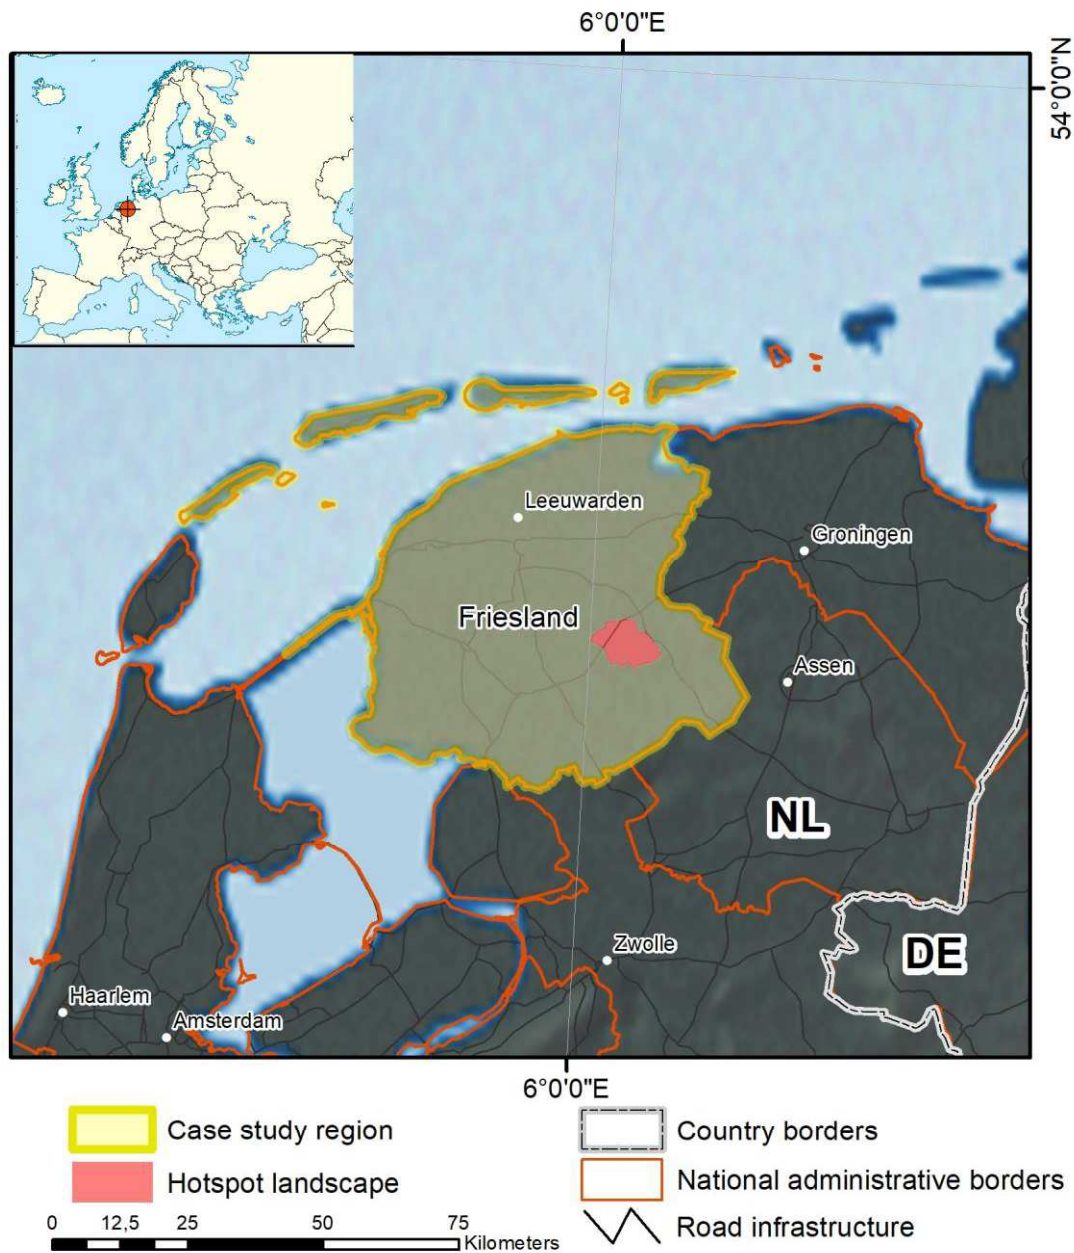 6°0'0"E
54°0'0"N
Leeuwarden
Groningen
Friesland
Assen
NL
Zwolle
DE
Haarlem
Amsterdam
6°0'0"E
Case study region
Country borders
Hotspot landscape
National administrative borders
0 12,5 25 50 75
Kilometers
Road infrastructure